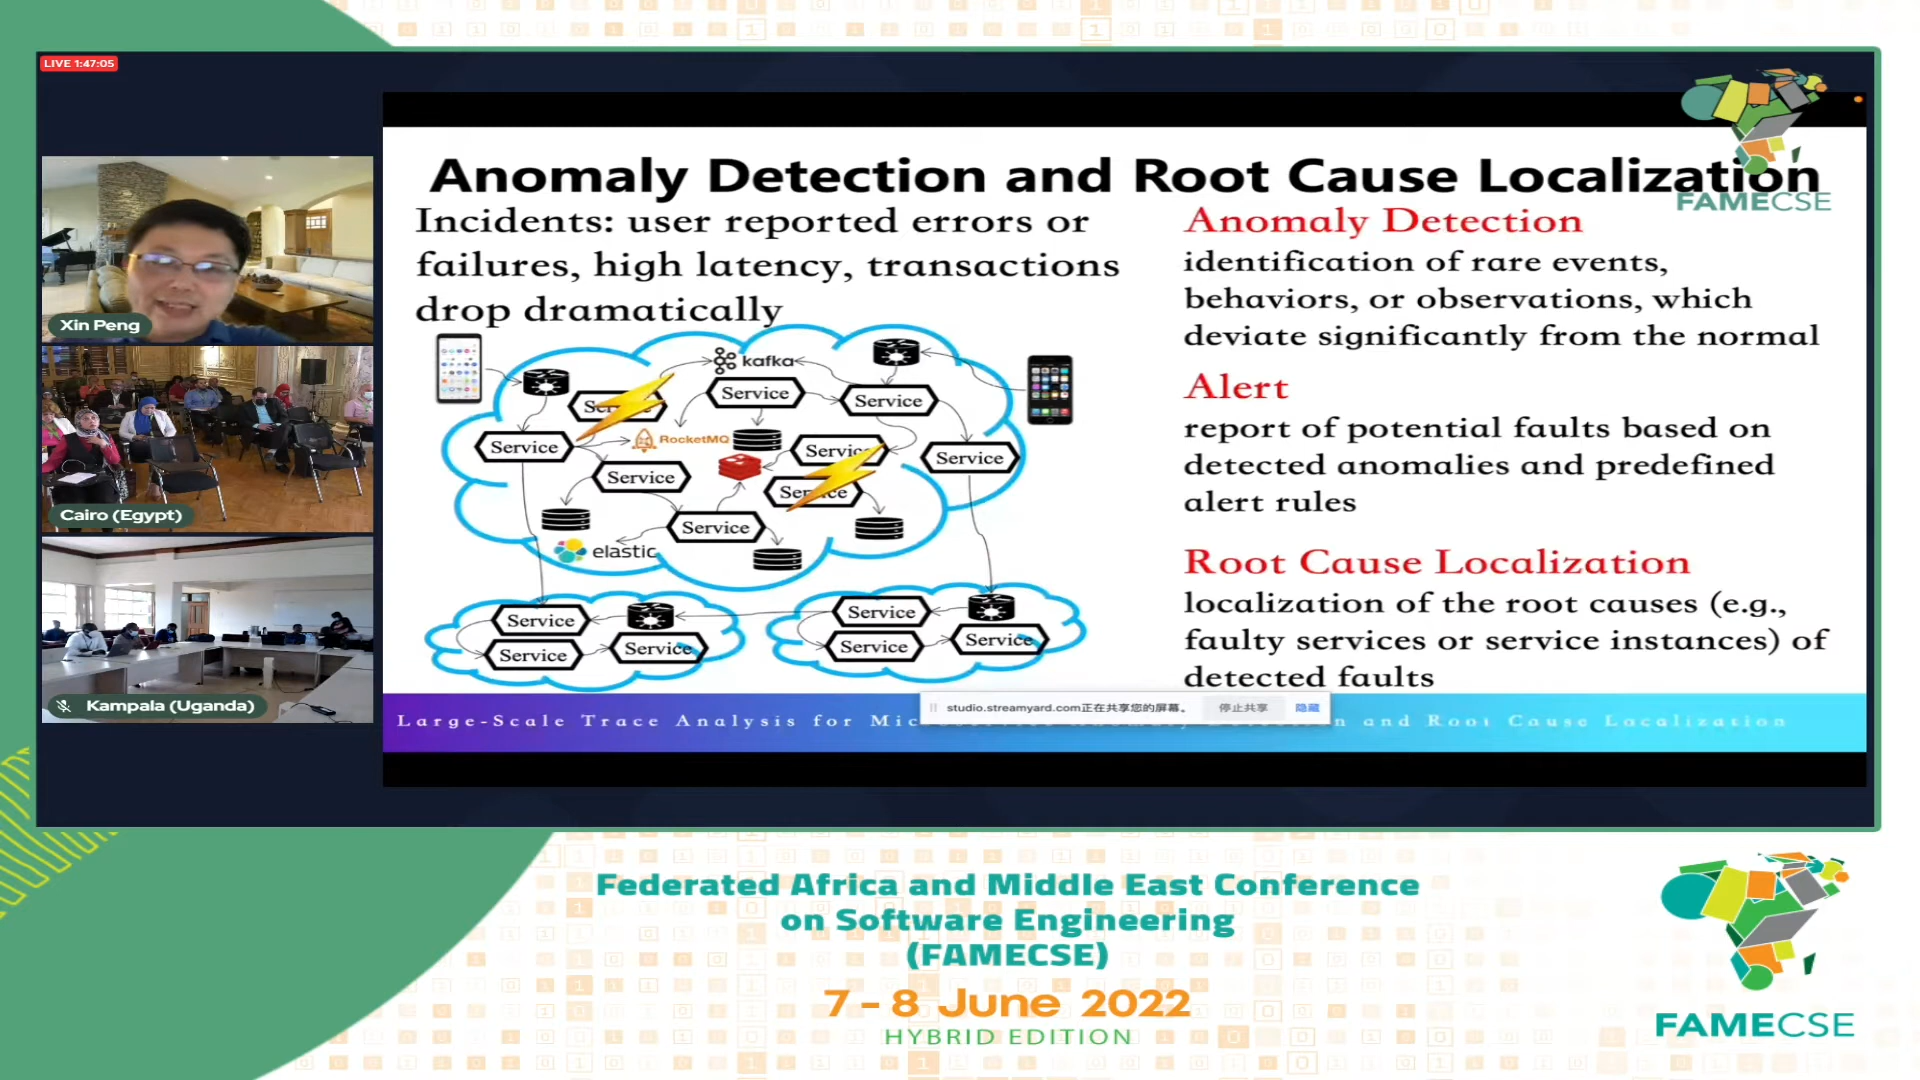 LIVE 1:47:05
Xin Peng
Cairo (Egypt)
Kampala (Uganda)
Anomaly Detection and Root Cause Localization
FAMECSE
Incidents: user reported errors or
failures, high latency, transactions
drop dramatically
kafka
Service
Service
Service
RocketMQ
Service
Service
Service
Service
elastic
Service
Service
Service
Service
Service
Service
Anomaly Detection
identification of rare events,
behaviors, or observations, which
deviate significantly from the normal
Alert
report of potential faults based on
detected anomalies and predefined
alert rules
Root Cause Localization
localization of the root causes (e.g.,
faulty services or service instances) of
detected faults
studio.streamyard.com正在共享您的屏幕。 停止共享 隐藏
Large-Scale Trace Analysis for and Root Cause Localization
Federated Africa and Middle East Conference
on Software Engineering
(FAMECSE)
7 - 8 June 2022
HYBRID EDITION
FAMECSE